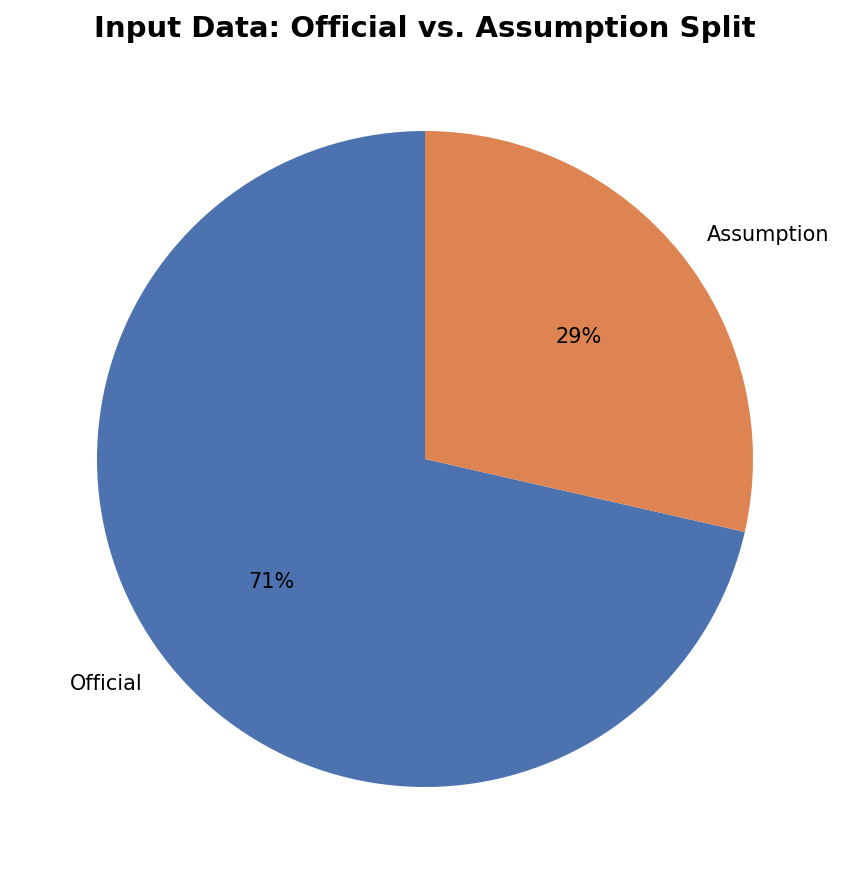 Input Data: Official vs. Assumption Split
Assumption
29%
71%
Official